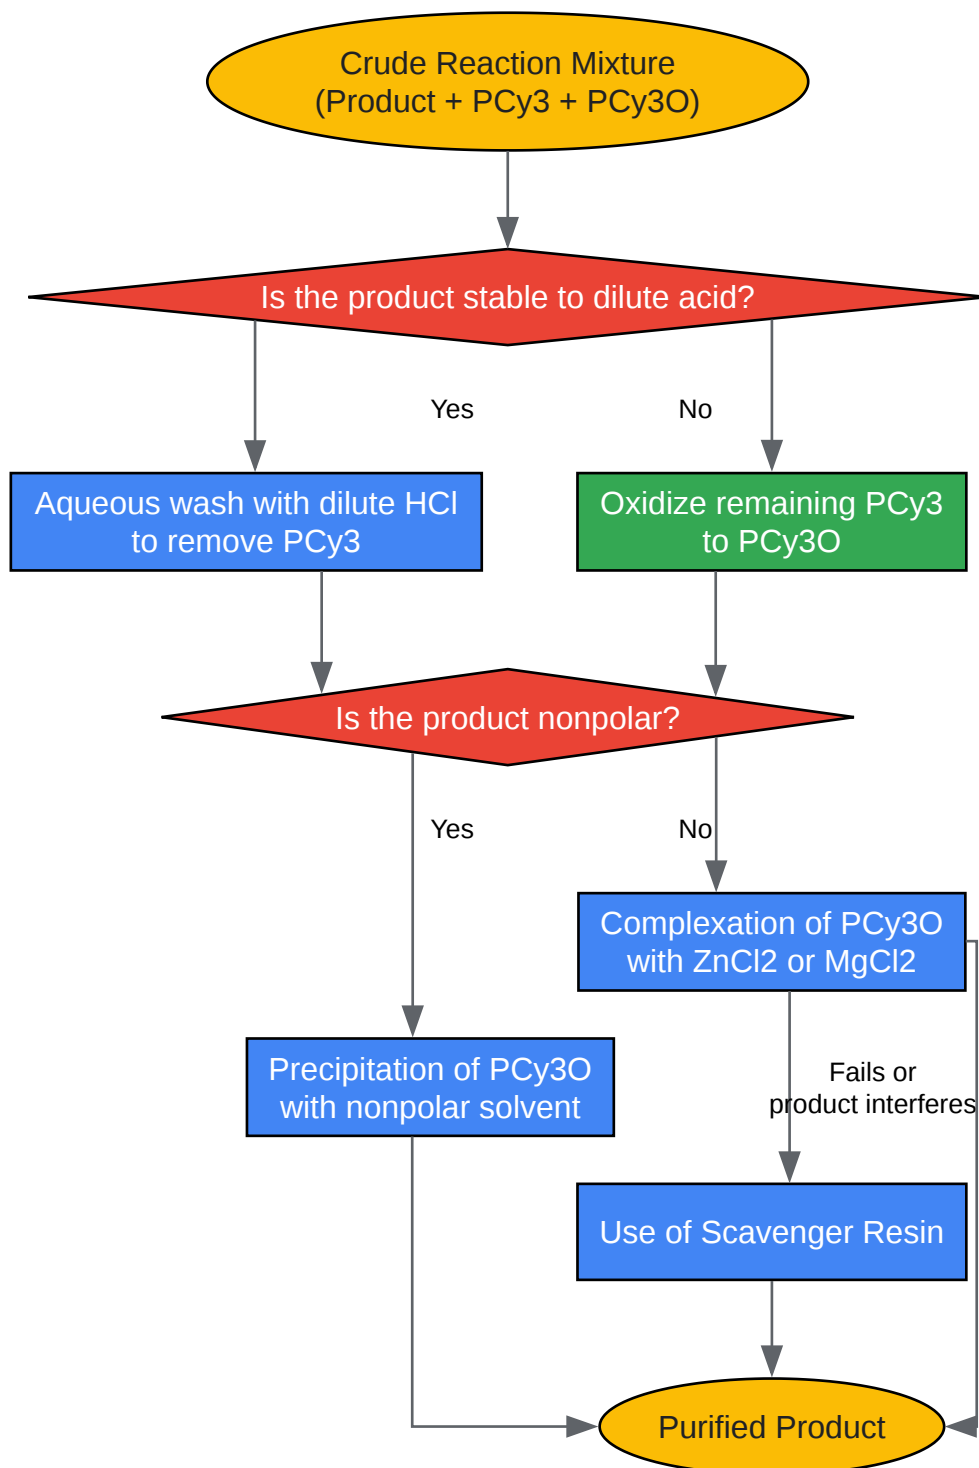 Crude Reaction Mixture
(Product + PCy3 + PCy3O)
Is the product stable to dilute acid?
Yes
No
Aqueous wash with dilute HCl
to remove PCy3
Oxidize remaining PCy3
to PCy3O
Is the product nonpolar?
Yes
No
Complexation of PCy3O
with ZnCl2 or MgCl2
Precipitation of PCy3O
with nonpolar solvent
Fails or
product interferes
Use of Scavenger Resin
Purified Product